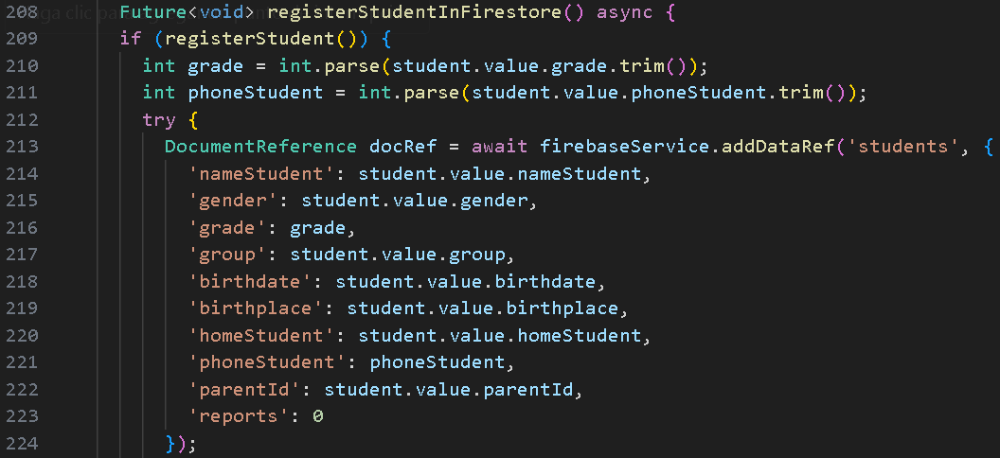 208 Future<void> registerStudentInFirestore() async {
209 if (registerStudent()) {
210 int grade = int.parse(student.value.grade.trim());
211 int phoneStudent = int.parse(student.value.phoneStudent.trim());
212 try {
213 DocumentReference docRef = await firebaseService.addDataRef('students', {
214 'nameStudent': student.value.nameStudent,
215 'gender': student.value.gender,
216 'grade': grade,
217 'group': student.value.group,
218 'birthdate': student.value.birthdate,
219 'birthplace': student.value.birthplace,
220 'homeStudent': student.value.homeStudent,
221 'phoneStudent': phoneStudent,
222 'parentId': student.value.parentId,
223 'reports': 0
224 });